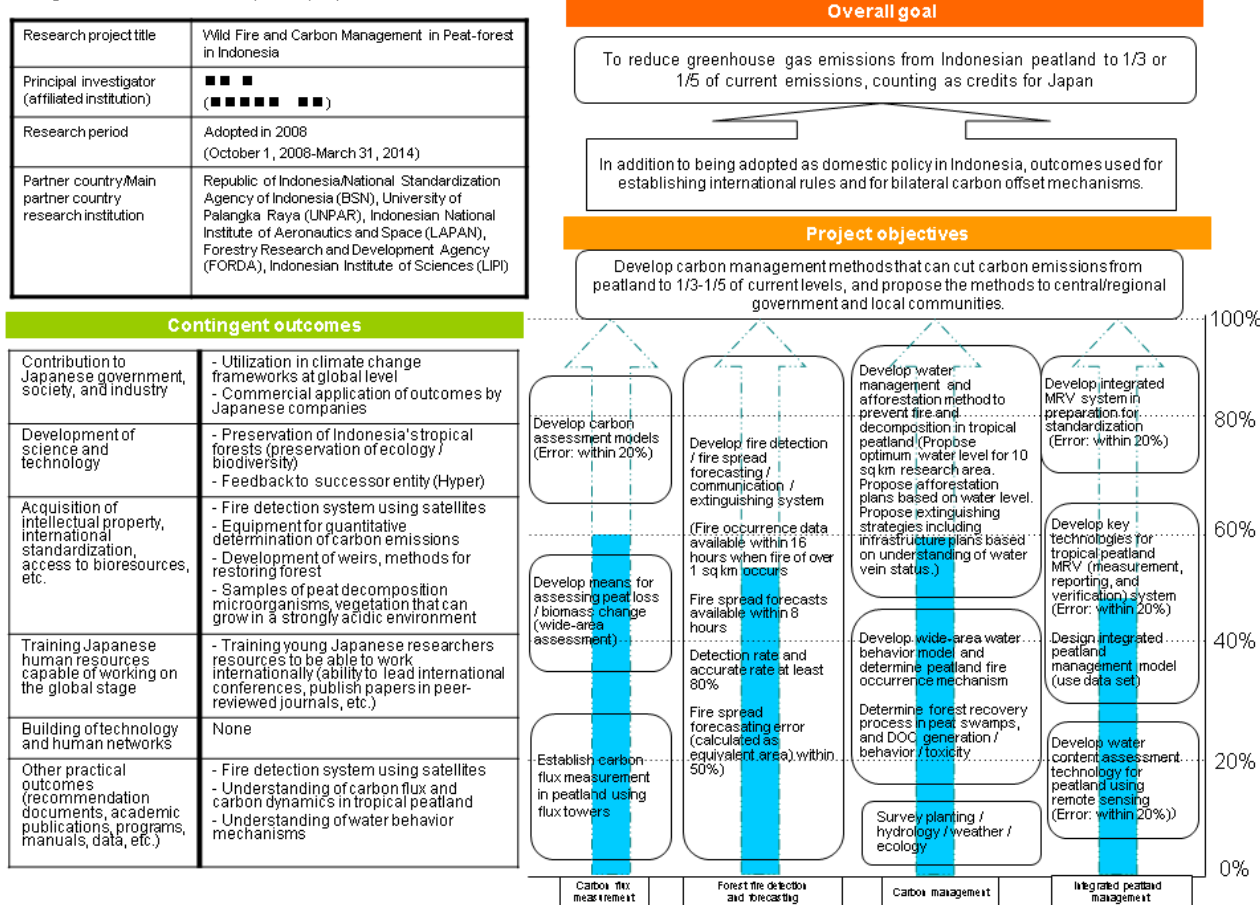 Research project title
Wild Fire and Carbon Management in Peat-forest
in Indonesia
Principal investigator
(affiliated institution)
■■ ■
(■■■■■ ■■)
Research period
Adopted in 2008
(October 1, 2008-March 31, 2014)
Partner country/Main
partner country
research institution
Republic of Indonesia/National Standardization
Agency of Indonesia (BSN), University of
Palangka Raya (UNPAR), Indonesian National
Institute of Aeronautics and Space (LAPAN),
Forestry Research and Development Agency
(FORDA), Indonesian Institute of Sciences (LIPI)
Contingent outcomes
Contribution to
Japanese government,
society, and industry
- Utilization in climate change
frameworks at global level
- Commercial application of outcomes by
Japanese companies
Development of
science and
technology
- Preservation of Indonesia's tropical
forests (preservation of ecology /
biodiversity)
- Feedback to successor entity (Hyper)
Acquisition of
intellectual property,
international
standardization,
access to bioresources,
etc.
- Fire detection system using satellites
- Equipment for quantitative
determination of carbon emissions
- Development of weirs, methods for
restoring forest
- Samples of peat decomposition
microorganisms, vegetation that can
grow in a strongly acidic environment
Training Japanese
human resources
capable of working on
the global stage
- Training young Japanese researchers
resources to be able to work
internationally (ability to lead international
conferences, publish papers in peer-
reviewed journals, etc.)
Building of technology
and human networks
None
Other practical
outcomes
(recommendation
documents, academic
publications, programs,
manuals, data, etc.)
- Fire detection system using satellites
- Understanding of carbon flux and
carbon dynamics in tropical peatland
- Understanding of water behavior
mechanisms
Overall goal
To reduce greenhouse gas emissions from Indonesian peatland to 1/3 or
1/5 of current emissions, counting as credits for Japan
In addition to being adopted as domestic policy in Indonesia, outcomes used for
establishing international rules and for bilateral carbon offset mechanisms.
Project objectives
Develop carbon management methods that can cut carbon emissions from
peatland to 1/3-1/5 of current levels, and propose the methods to central/regional
government and local communities.
100%
80%
60%
40%
20%
0%
Develop carbon
assessment models
(Error: within 20%)
Develop means for
assessing peat loss
/ biomass change
(wide-area
assessment)
Establish carbon
flux measurement
in peatland using
flux towers
Carbon flux
measurement
Develop fire detection
/ fire spread
forecasting /
communication /
extinguishing system
(Fire occurrence data
available within 16
hours when fire of over
1 sq km occurs
Fire spread forecasts
available within 8
hours
Detection rate and
accurate rate at least
80%
Fire spread
forecasating error
(calculated as
equivalent area) within
50%)
Forest fire detection
and forecasting
Develop water
management and
afforestation method to
prevent fire and
decomposition in tropical
peatland (Propose
optimum water level for 10
sq km research area.
Propose afforestation
plans based on water level.
Propose extinguishing
strategies including
infrastructure plans based
on understanding of water
vein status.)
Develop wide-area water
behavior model and
determine peatland fire
occurrence mechanism
Determine forest recovery
process in peat swamps,
and DOC generation /
behavior / toxicity
Survey planting /
hydrology / weather /
ecology
Carbon management
Develop integrated
MRV system in
preparation for
standardization
(Error: within 20%)
Develop key
technologies for
tropical peatland
MRV (measurement,
reporting, and
verification) system
(Error: within 20%)
Design integrated
peatland
management model
(use data set)
Develop water
content assessment
technology for
peatland using
remote sensing
(Error: within 20%))
Integrated peatland
management